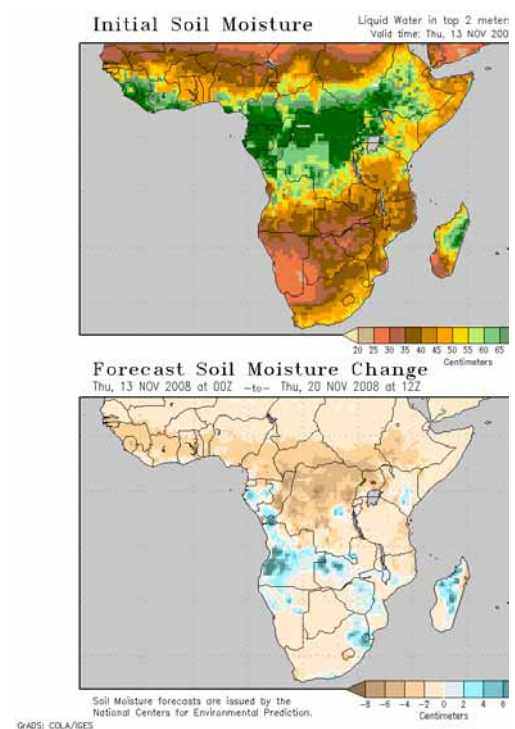 Initial Soil Moisture
Liquid Water in top 2 meters
Valid time: Thu, 13 NOV 200
20 25 30 35 40 45 50 55 60 65
Centimeters
Forecast Soil Moisture Change
Thu, 13 NOV 2008 at 00Z —to— Thu, 20 NOV 2008 at 12Z
-8 -6 -4 -2 0 2 4 6
Centimeters
Soil Moisture forecasts are issued by the
National Centers for Environmental Prediction.
GrADS: COLA/IGES